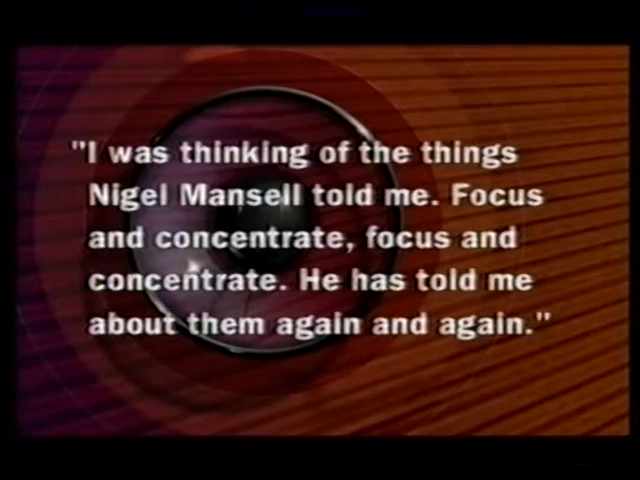 "I was thinking of the things
Nigel Mansell told me. Focus
and concentrate, focus and
concentrate. He has told me
about them again and again."